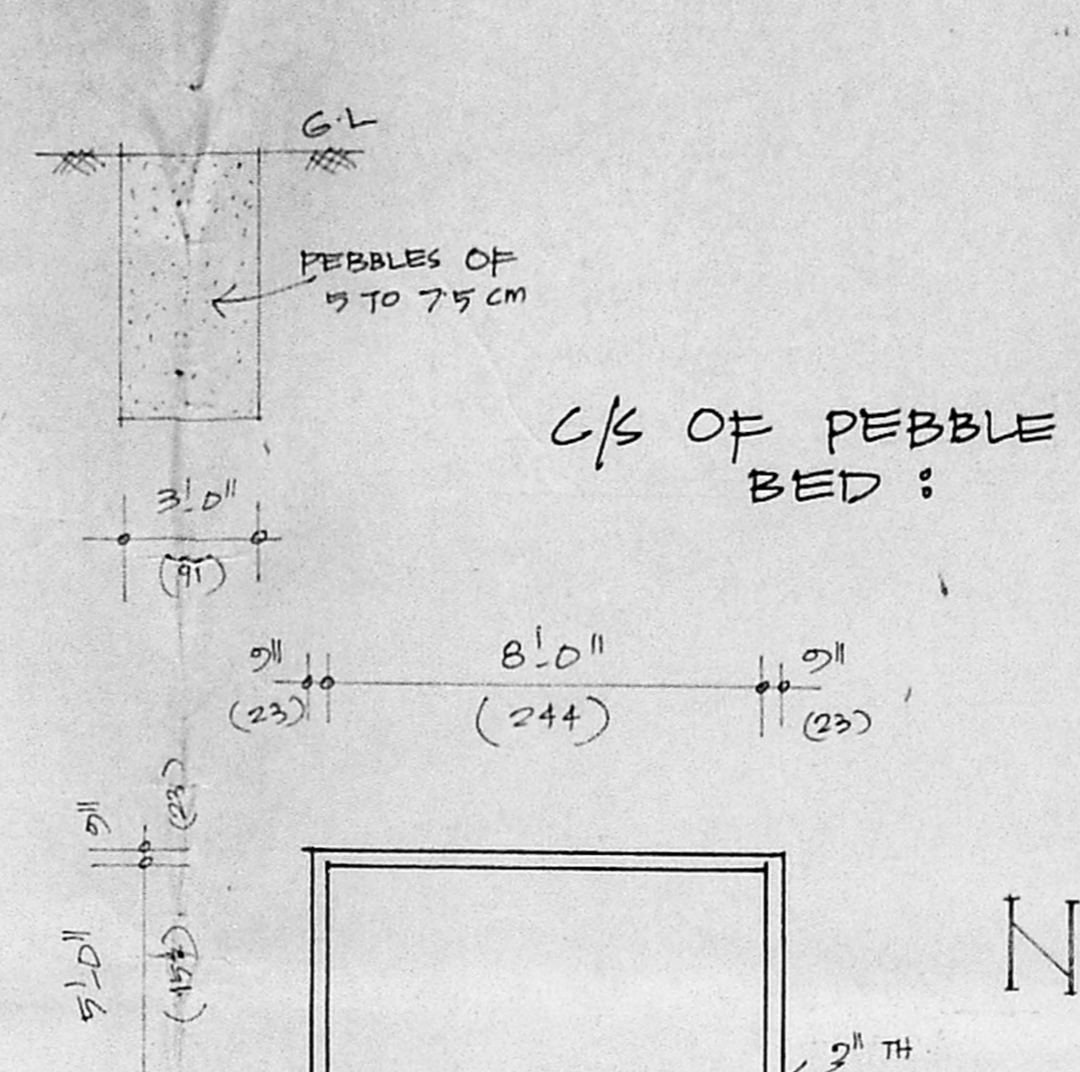 G.L
PEBBLES OF
5 TO 7.5 cm
C/S OF PEBBLE
BED :
3'-0"
(91)
9"
8'-0"
9"
(23)
(244)
(23)
9"
(23)
5'-0"
N
TH